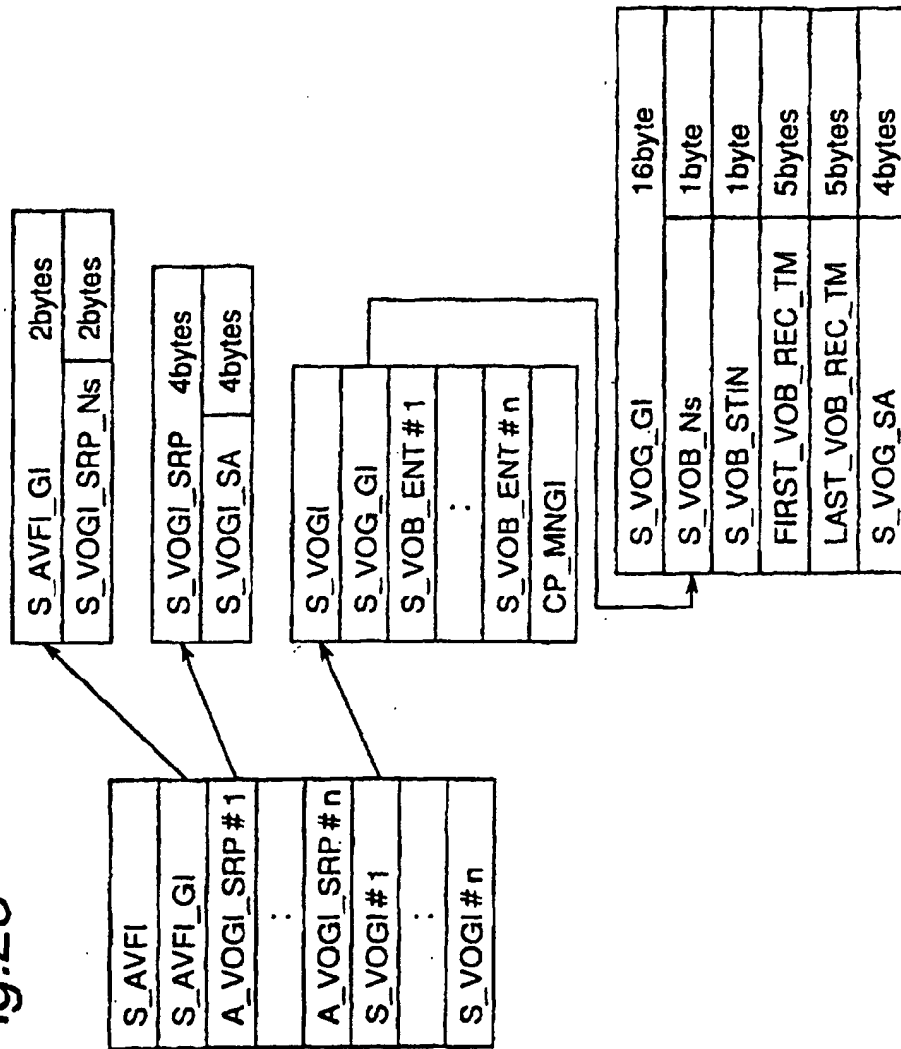 S_AVFI
S_AVFI_GI
A_VOGI_SRP#1
:
A_VOGI_SRP#n
S_VOGI#1
:
S_VOGI#n
S_AVFI_GI 2bytes
S_VOGI_SRP_Ns 2bytes
S_VOGI_SRP 4bytes
S_VOGI_SA 4bytes
S_VOGI
S_VOG_GI
S_VOB_ENT#1
:
S_VOB_ENT#n
CP_MNGI
S_VOG_GI 16byte
S_VOB_Ns 1byte
S_VOB_STIN 1byte
FIRST_VOB_REC_TM 5bytes
LAST_VOB_REC_TM 5bytes
S_VOG_SA 4bytes